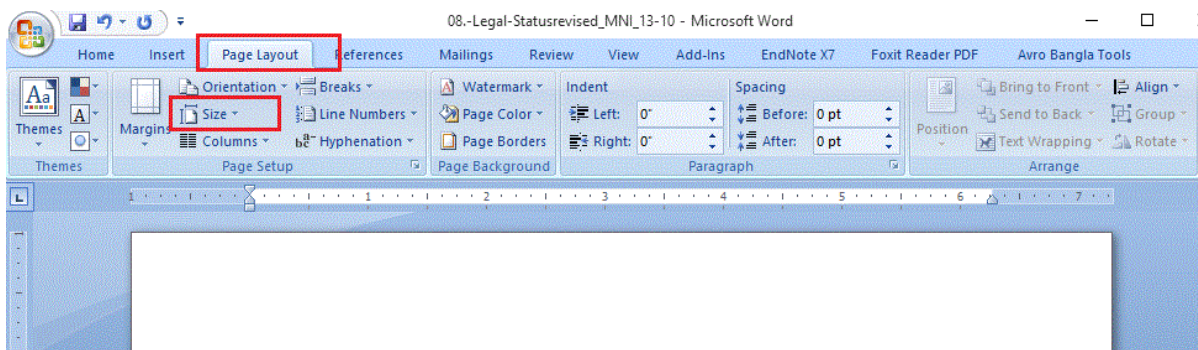 08.-Legal-Statusrevised_MNI_13-10 - Microsoft Word
Home Insert Page Layout References Mailings Review View Add-Ins EndNote X7 Foxit Reader PDF Avro Bangla Tools
Aa Orientation Breaks Watermark Indent Spacing Bring to Front Align
A Size Line Numbers Page Color Left: 0" Before: 0 pt Send to Back Group
Themes Margins Columns Hyphenation Page Borders Right: 0" After: 0 pt Position Text Wrapping Rotate
Themes Page Setup Page Background Paragraph Arrange
L 1 1 2 3 4 5 6 7
1